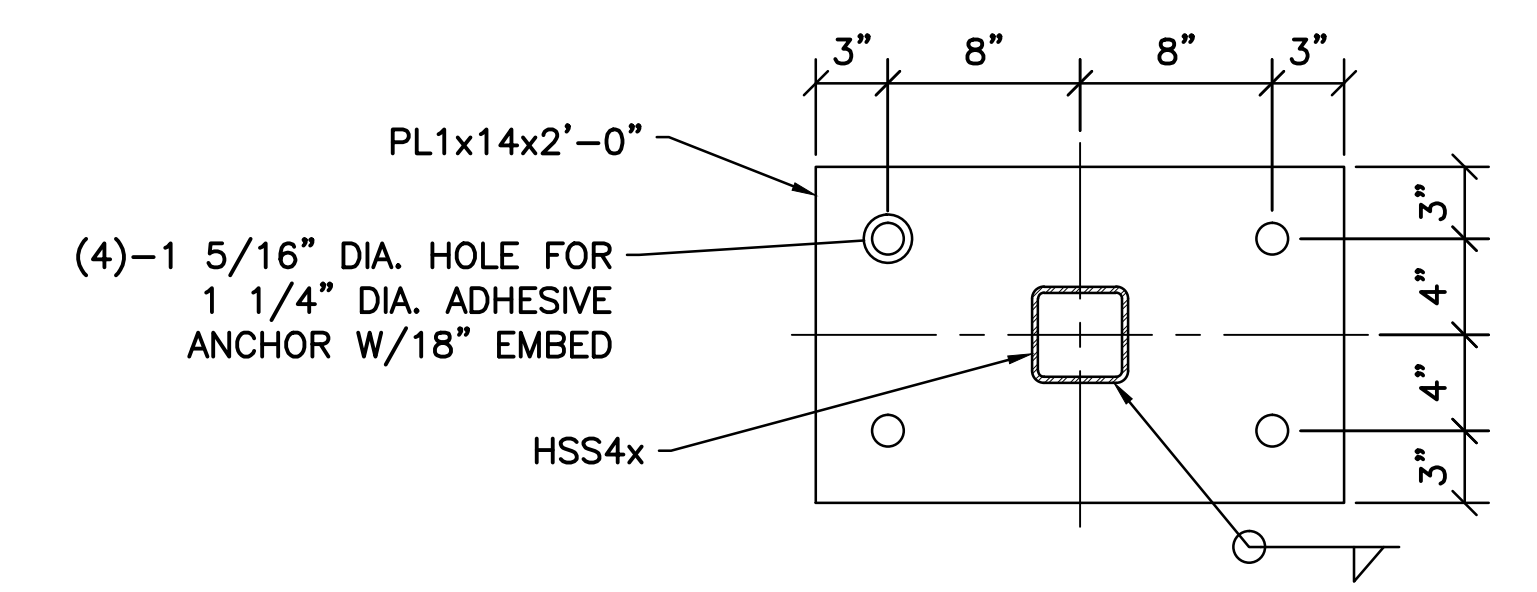 3” 8” 8” 3”
PL1x14x2’-0”
(4)-1 5/16” DIA. HOLE FOR
1 1/4” DIA. ADHESIVE
ANCHOR W/18” EMBED
HSS4x
3”
4”
4”
3”